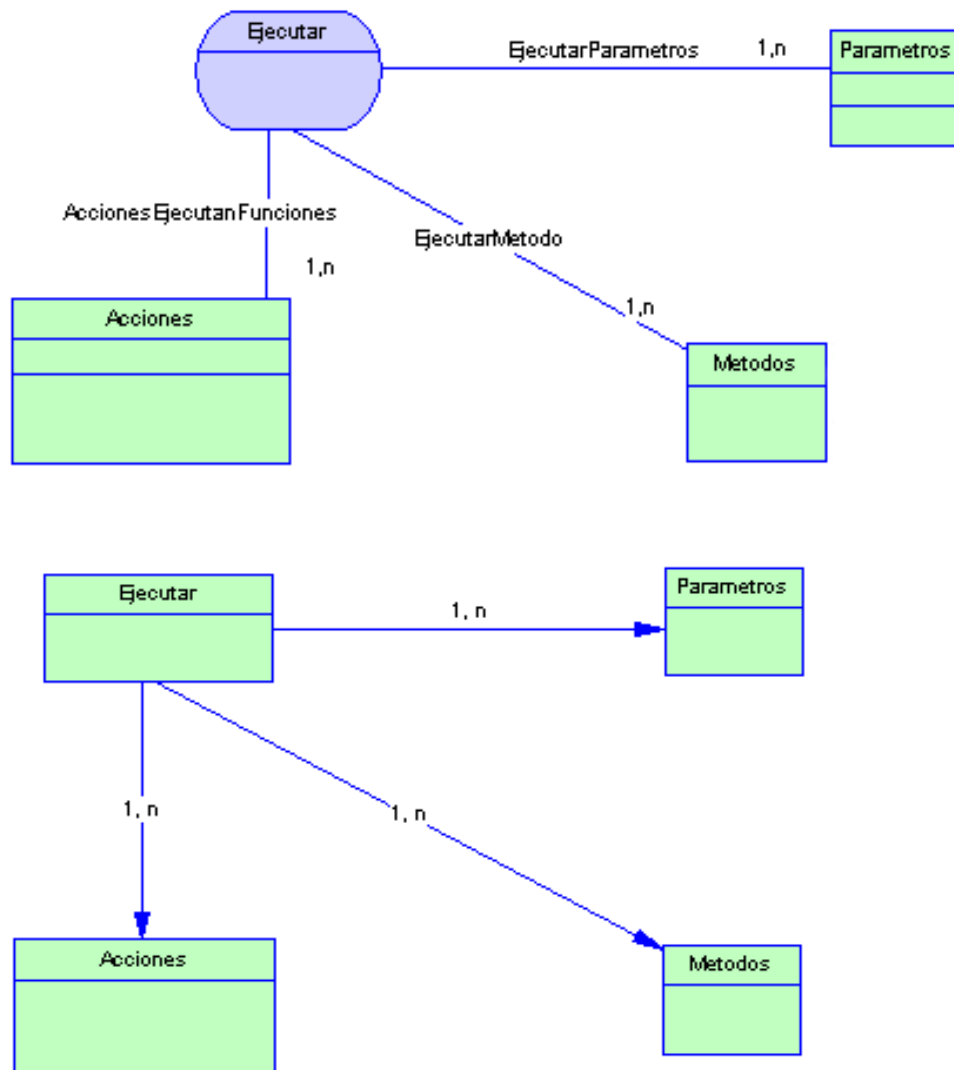 Ejecutar
EjecutarParametros
1,n
Parametros
AccionesEjecutanFunciones
EjecutarMetodo
1,n
1,n
Acciones
Metodos
Ejecutar
Parametros
1, n
1, n
1, n
Acciones
Metodos